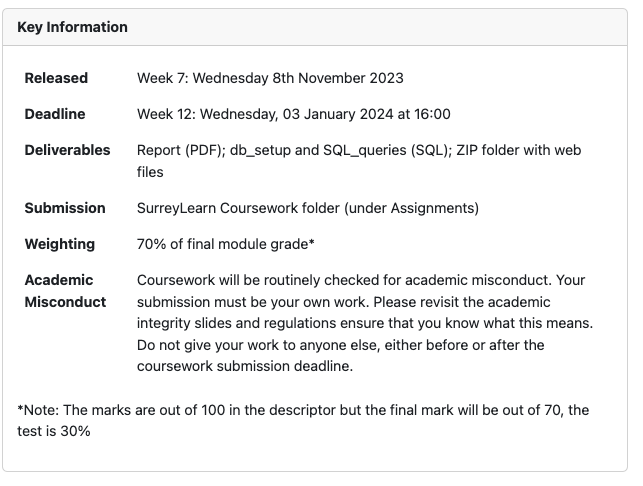 Key Information
Released Week 7: Wednesday 8th November 2023
Deadline Week 12: Wednesday, 03 January 2024 at 16:00
Deliverables Report (PDF); db_setup and SQL_queries (SQL); ZIP folder with web
files
Submission SurreyLearn Coursework folder (under Assignments)
Weighting 70% of final module grade*
Academic Coursework will be routinely checked for academic misconduct. Your
Misconduct submission must be your own work. Please revisit the academic
integrity slides and regulations ensure that you know what this means.
Do not give your work to anyone else, either before or after the
coursework submission deadline.
*Note: The marks are out of 100 in the descriptor but the final mark will be out of 70, the
test is 30%